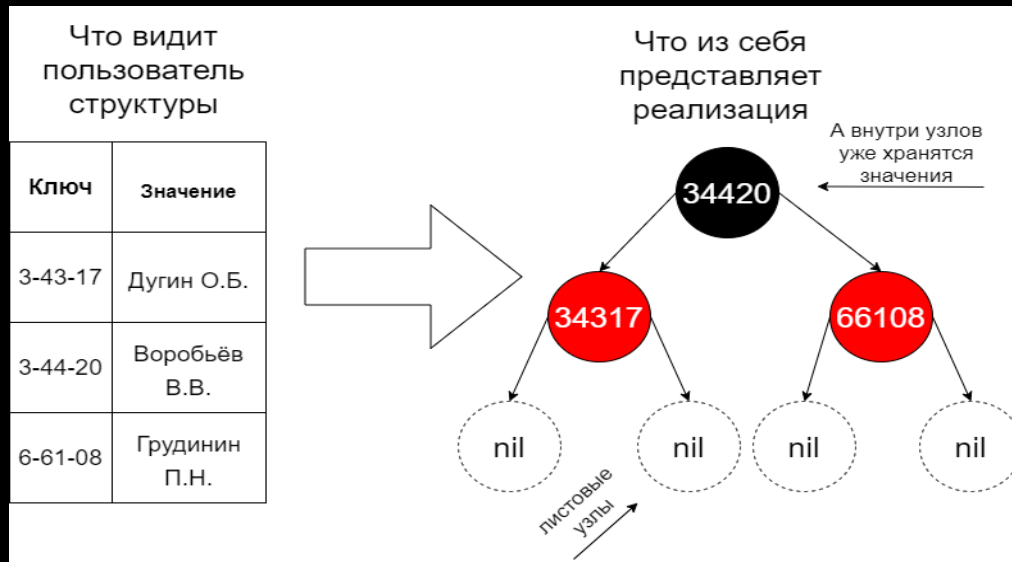 Что видит
пользователь
структуры
Ключ
Значение
3-43-17
Дугин О.Б.
3-44-20
Воробьёв
В.В.
6-61-08
Грудинин
П.Н.
Что из себя
представляет
реализация
А внутри узлов
уже хранятся
значения
34420
34317
66108
nil
nil
nil
nil
листовые
узлы